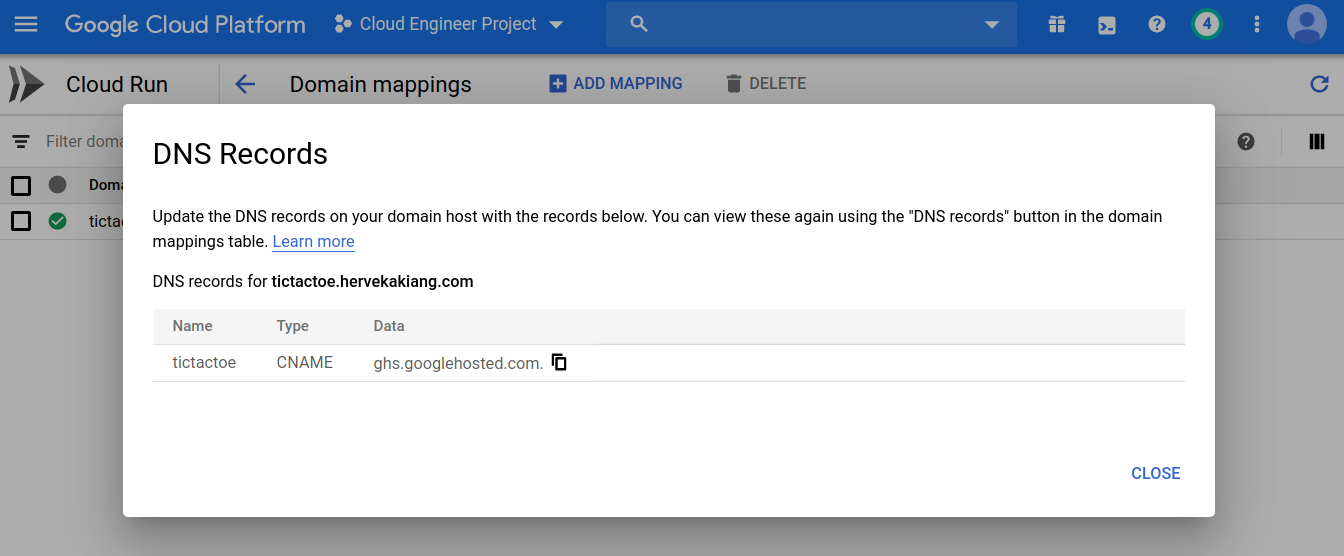 Google Cloud Platform
Cloud Engineer Project
4
Cloud Run
Domain mappings
ADD MAPPING
DELETE
Filter doma
Doma
tictac
DNS Records
Update the DNS records on your domain host with the records below. You can view these again using the "DNS records" button in the domain
mappings table. Learn more
DNS records for tictactoe.hervekakiang.com
Name Type Data
tictactoe CNAME ghs.googlehosted.com.
CLOSE